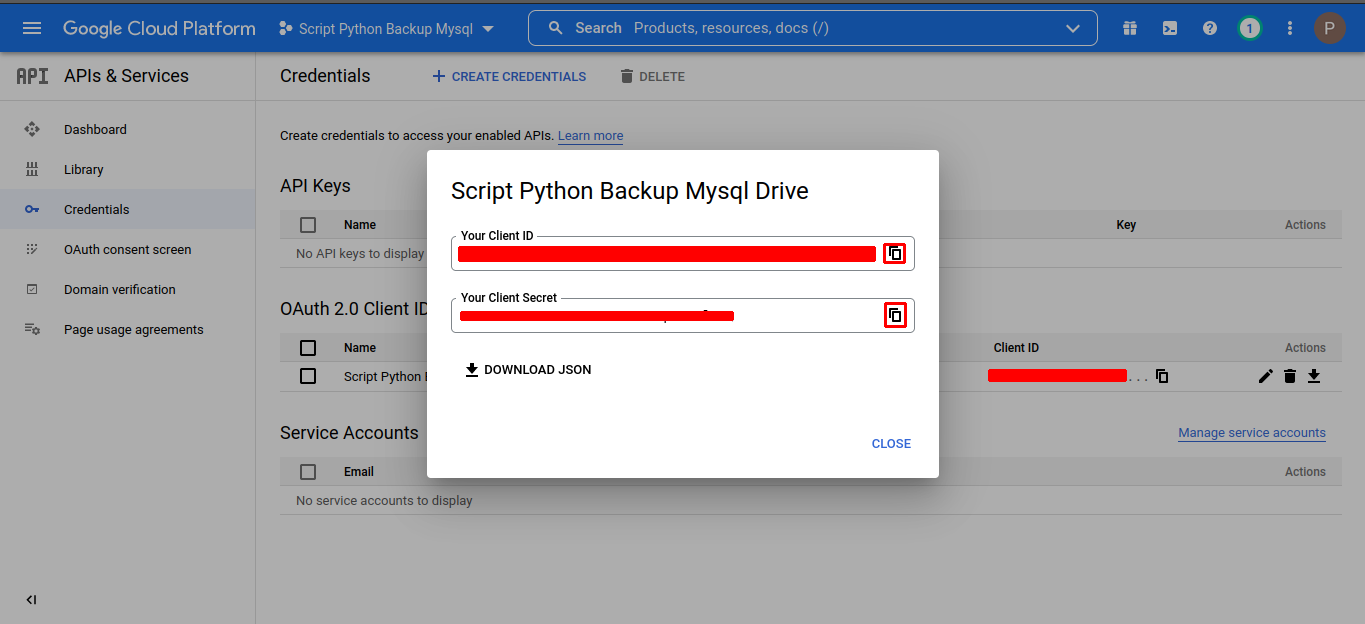 Google Cloud Platform
Script Python Backup Mysql
Search Products, resources, docs (/)
1
P
API APIs & Services
Credentials
CREATE CREDENTIALS
DELETE
Dashboard
Library
Credentials
OAuth consent screen
Domain verification
Page usage agreements
Create credentials to access your enabled APIs. Learn more
API Keys
Name Key Actions
No API keys to display
OAuth 2.0 Client ID
Name Client ID Actions
Script Python ...
Service Accounts
Manage service accounts
Email Actions
No service accounts to display
Script Python Backup Mysql Drive
Your Client ID
Your Client Secret
DOWNLOAD JSON
CLOSE